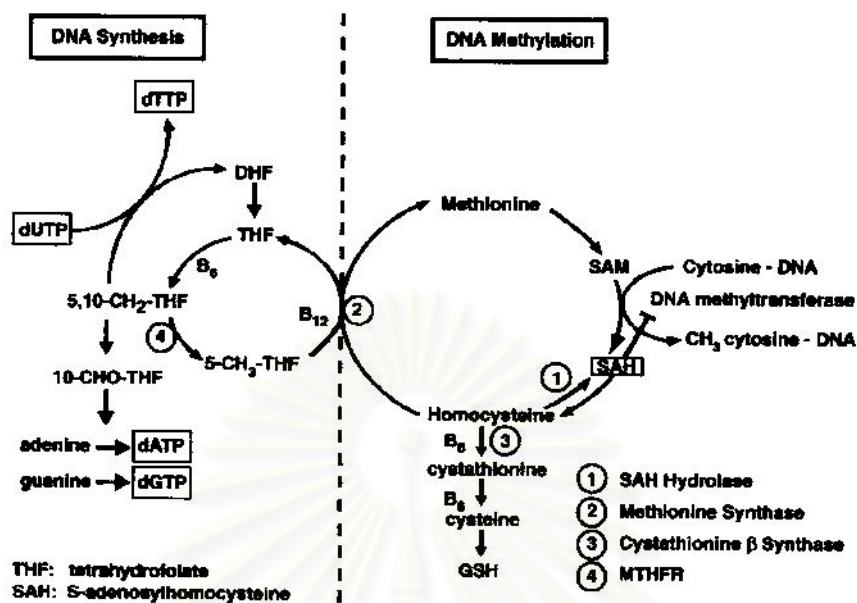 DNA Synthesis
DNA Methylation
dTTP
DHF
dUTP
THF
B6
5,10-CH2-THF
4
B12
5-CH3-THF
10-CHO-THF
adenine
dATP
guanine
dGTP
THF: tetrahydrofolate
SAH: S-adenosylhomocysteine
2
Methionine
SAM
Cytosine - DNA
DNA methyltransferase
CH3 cytosine - DNA
SAH
1
Homocysteine
B6
3
cystathionine
B6
cysteine
GSH
1 SAH Hydrolase
2 Methionine Synthase
3 Cystathionine β Synthase
4 MTHFR